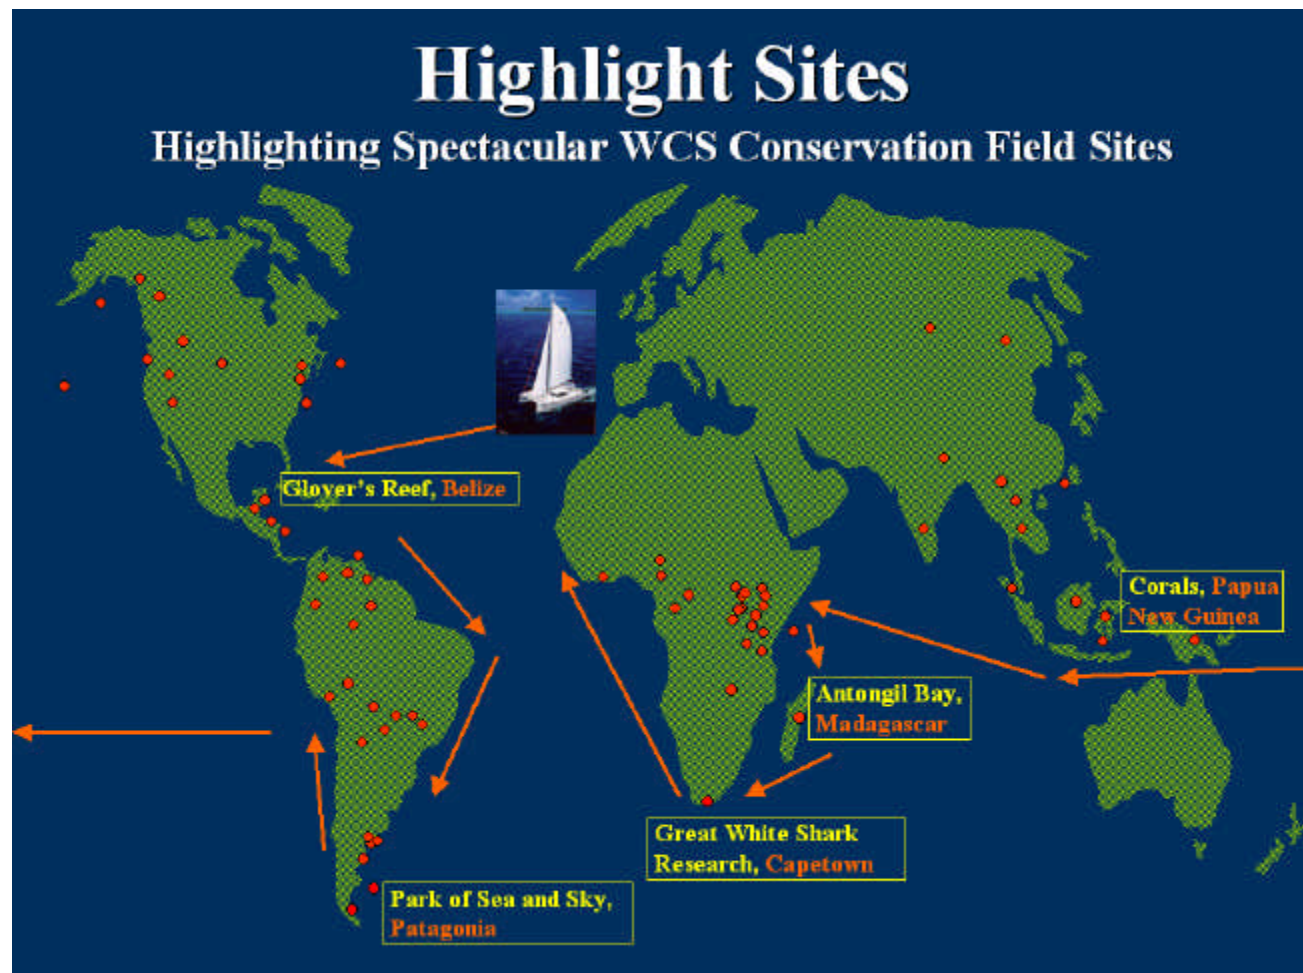 Highlight Sites
Highlighting Spectacular WCS Conservation Field Sites
Glover's Reef, Belize
Corals, Papua
New Guinea
Antongil Bay,
Madagascar
Great White Shark
Research, Capetown
Park of Sea and Sky,
Patagonia